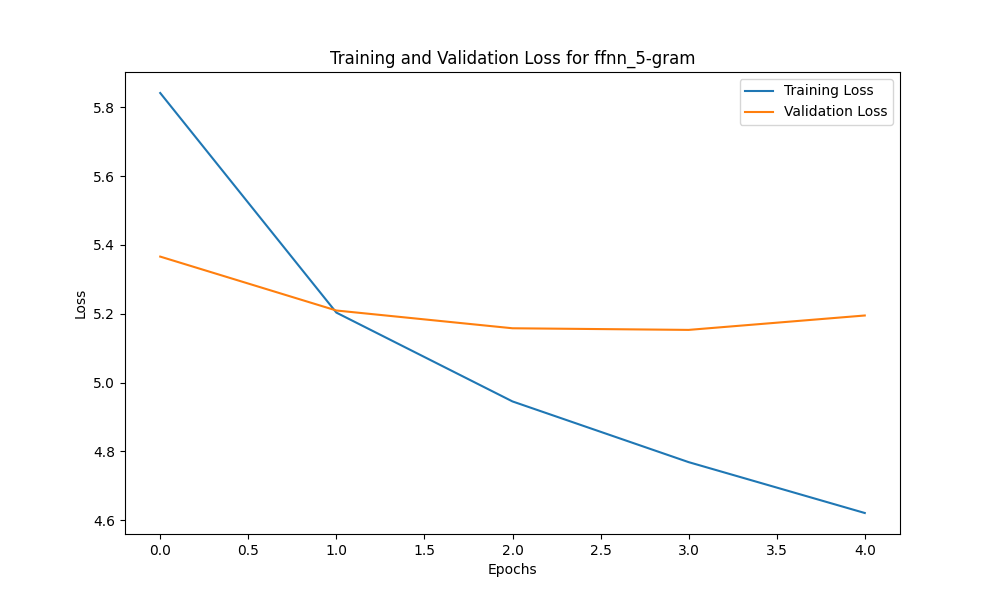 Training and Validation Loss for ffnn_5-gram
Training Loss
Validation Loss
Loss
5.8
5.6
5.4
5.2
5.0
4.8
4.6
0.0 0.5 1.0 1.5 2.0 2.5 3.0 3.5 4.0
Epochs